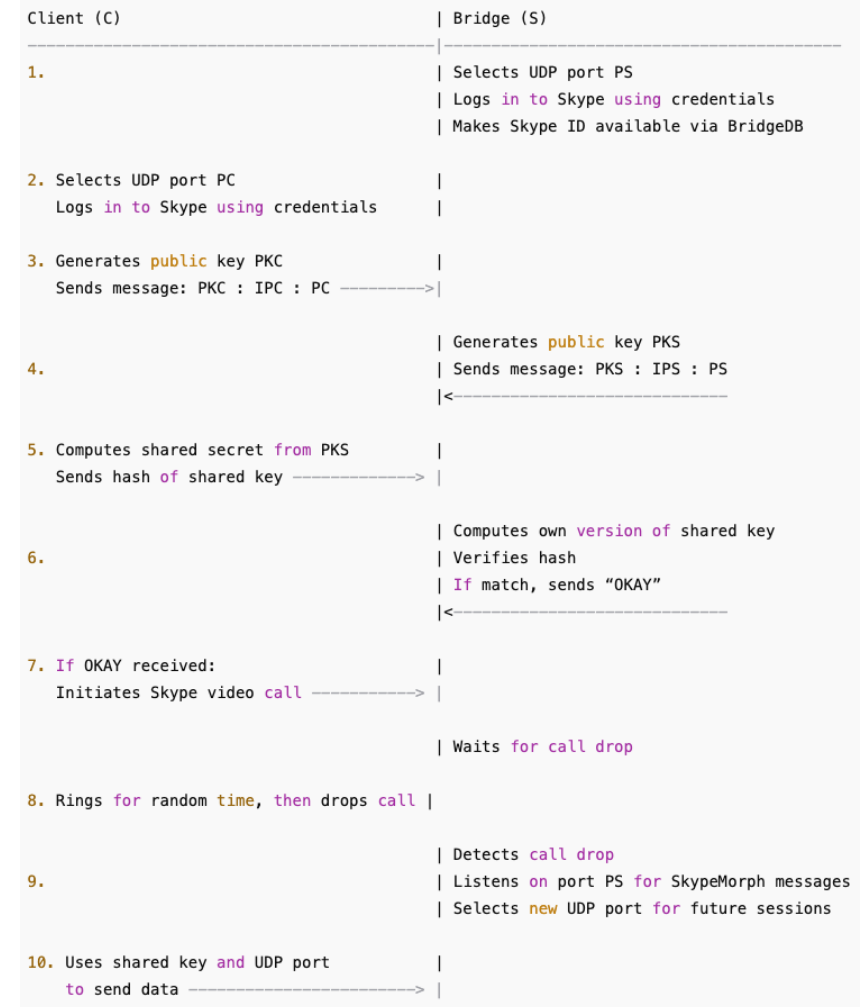 Client (C) | Bridge (S)
-------------------------------------------|------------------------------------------
1. | Selects UDP port PS
| Logs in to Skype using credentials
| Makes Skype ID available via BridgeDB
2. Selects UDP port PC |
Logs in to Skype using credentials |
3. Generates public key PKC |
Sends message: PKC : IPC : PC --------->|
| Generates public key PKS
4. | Sends message: PKS : IPS : PS
|<-----------------------------
5. Computes shared secret from PKS |
Sends hash of shared key -------------> |
| Computes own version of shared key
6. | Verifies hash
| If match, sends “OKAY”
|<-----------------------------
7. If OKAY received: |
Initiates Skype video call -----------> |
| Waits for call drop
8. Rings for random time, then drops call |
| Detects call drop
9. | Listens on port PS for SkypeMorph messages
| Selects new UDP port for future sessions
10. Uses shared key and UDP port |
to send data ------------------------> |